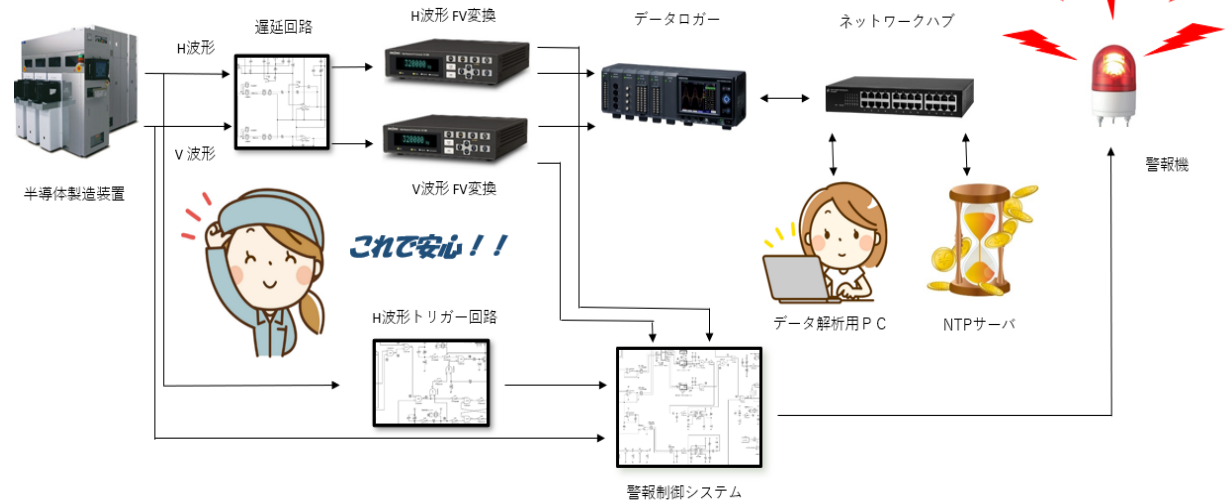 H波形 FV変換
データロガー
ネットワークハブ
遅延回路
H波形
320000
320000
V 波形
V波形 FV変換
半導体製造装置
警報機
これで安心！！
H波形トリガー回路
データ解析用ＰＣ
NTPサーバ
警報制御システム